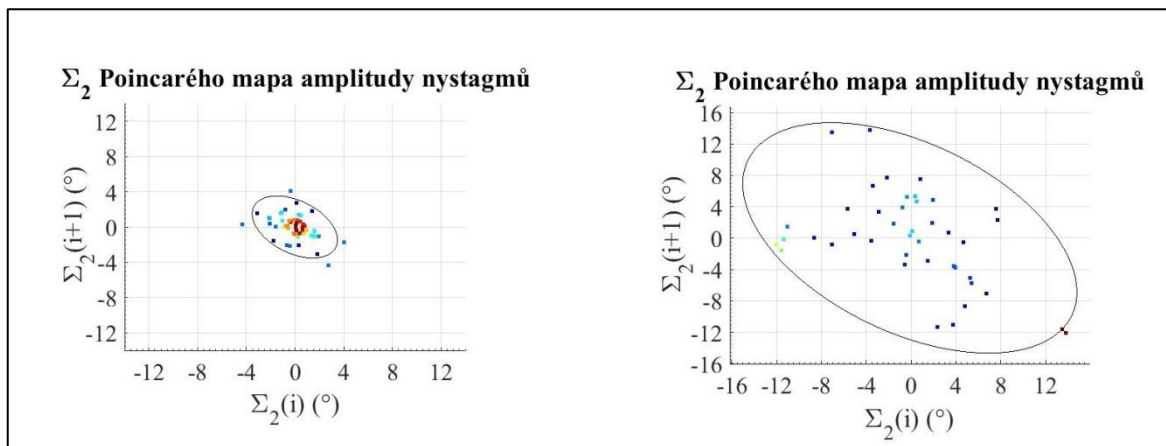 Σ₂ Poincarého mapa amplitudy nystagmů
12
8
4
0
-4
-8
-12
Σ₂(i+1) (°)
-12 -8 -4 0 4 8 12
Σ₂(i) (°)
Σ₂ Poincarého mapa amplitudy nystagmů
16
12
8
4
0
-4
-8
-12
-16
Σ₂(i+1) (°)
-16 -12 -8 -4 0 4 8 12
Σ₂(i) (°)